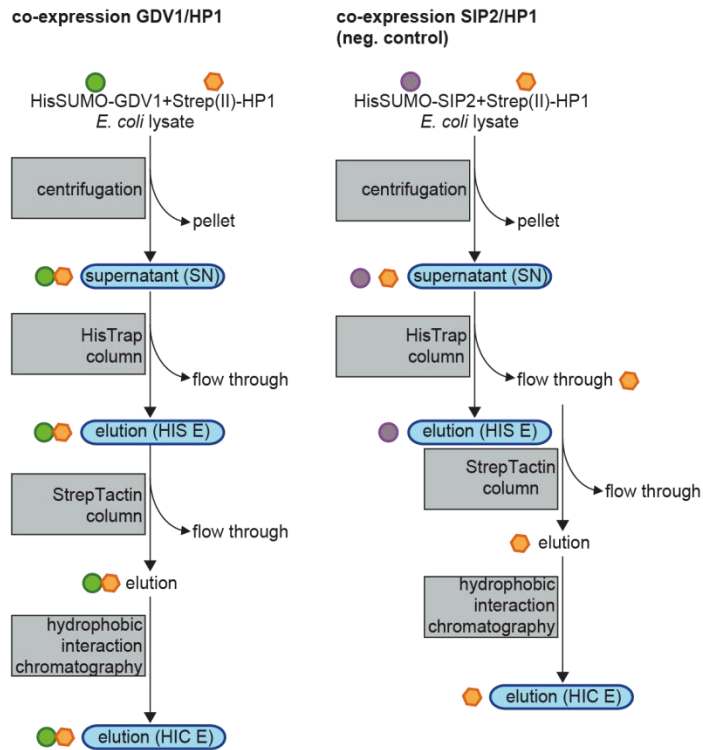 co-expression GDV1/HP1
HisSUMO-GDV1+Strep(II)-HP1
E. coli lysate
centrifugation
pellet
supernatant (SN)
HisTrap
column
flow through
elution (HIS E)
StrepTactin
column
flow through
elution
hydrophobic
interaction
chromatography
elution (HIC E)
co-expression SIP2/HP1
(neg. control)
HisSUMO-SIP2+Strep(II)-HP1
E. coli lysate
centrifugation
pellet
supernatant (SN)
HisTrap
column
flow through
elution (HIS E)
StrepTactin
column
flow through
elution
hydrophobic
interaction
chromatography
elution (HIC E)